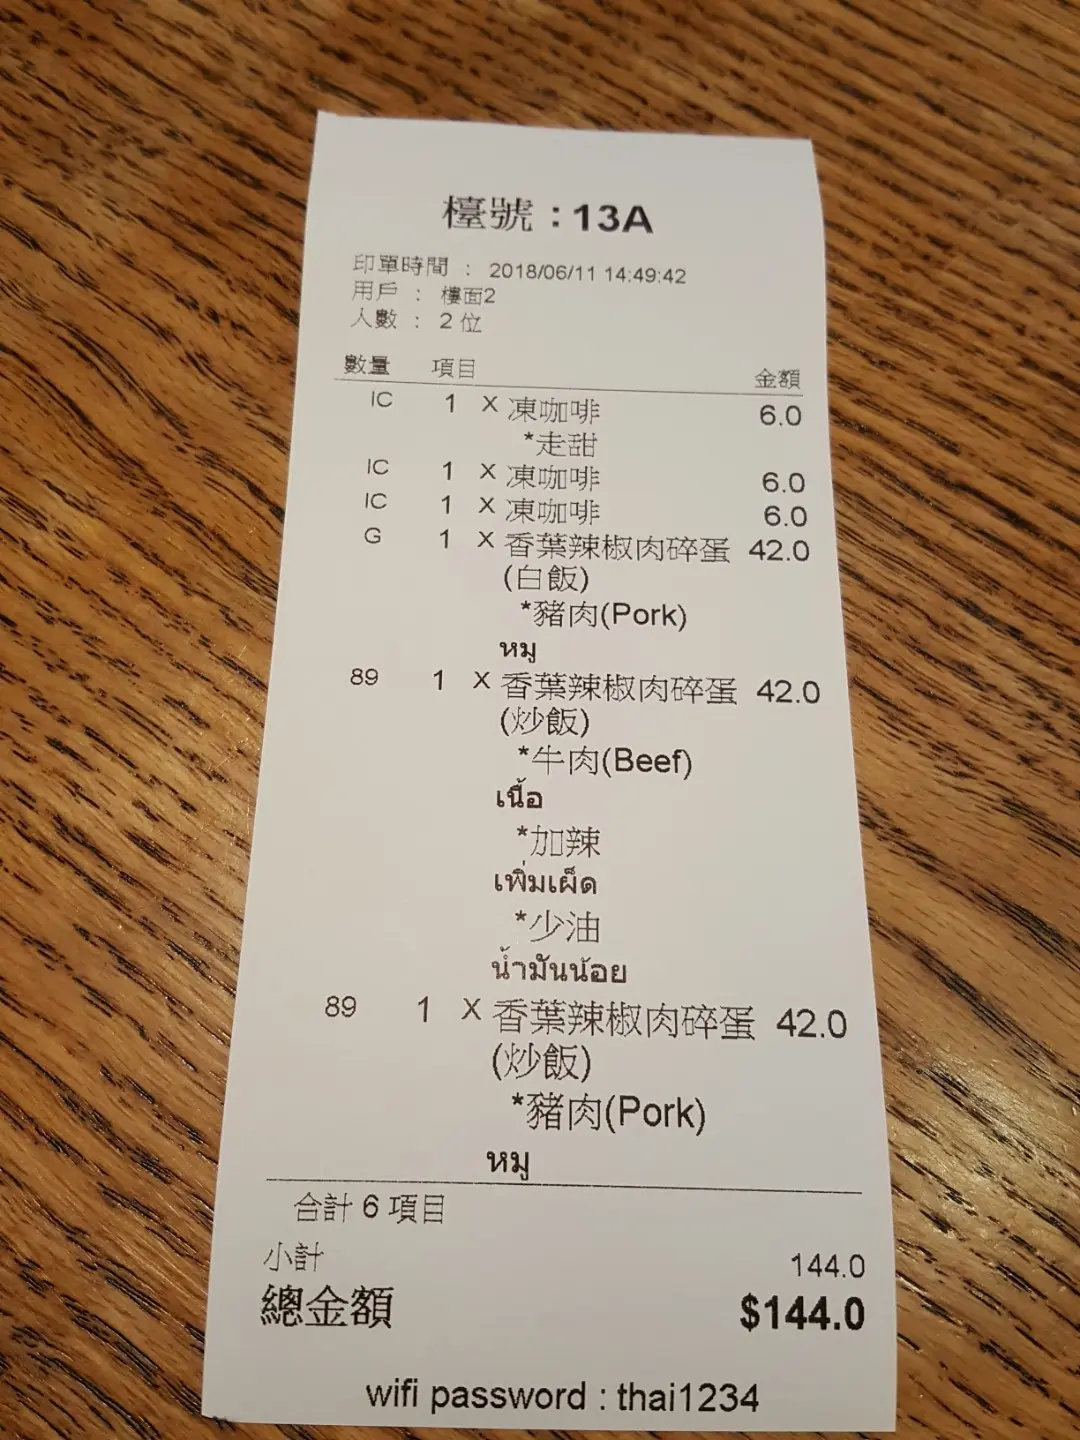 檯號 : 13A
印單時間 : 2018/06/11 14:49:42
用戶 : 樓面2
人數 : 2 位
數量 項目 金額
IC 1 X 凍咖啡 6.0
*走甜
IC 1 X 凍咖啡 6.0
IC 1 X 凍咖啡 6.0
G 1 X 香葉辣椒肉碎蛋 42.0
(白飯)
*豬肉(Pork)
หมู
89 1 X 香葉辣椒肉碎蛋 42.0
(炒飯)
*牛肉(Beef)
เนื้อ
*加辣
เพิ่มเผ็ด
*少油
น้ำมันน้อย
89 1 X 香葉辣椒肉碎蛋 42.0
(炒飯)
*豬肉(Pork)
หมู
合計 6 項目
小計 144.0
總金額 $144.0
wifi password : thai1234